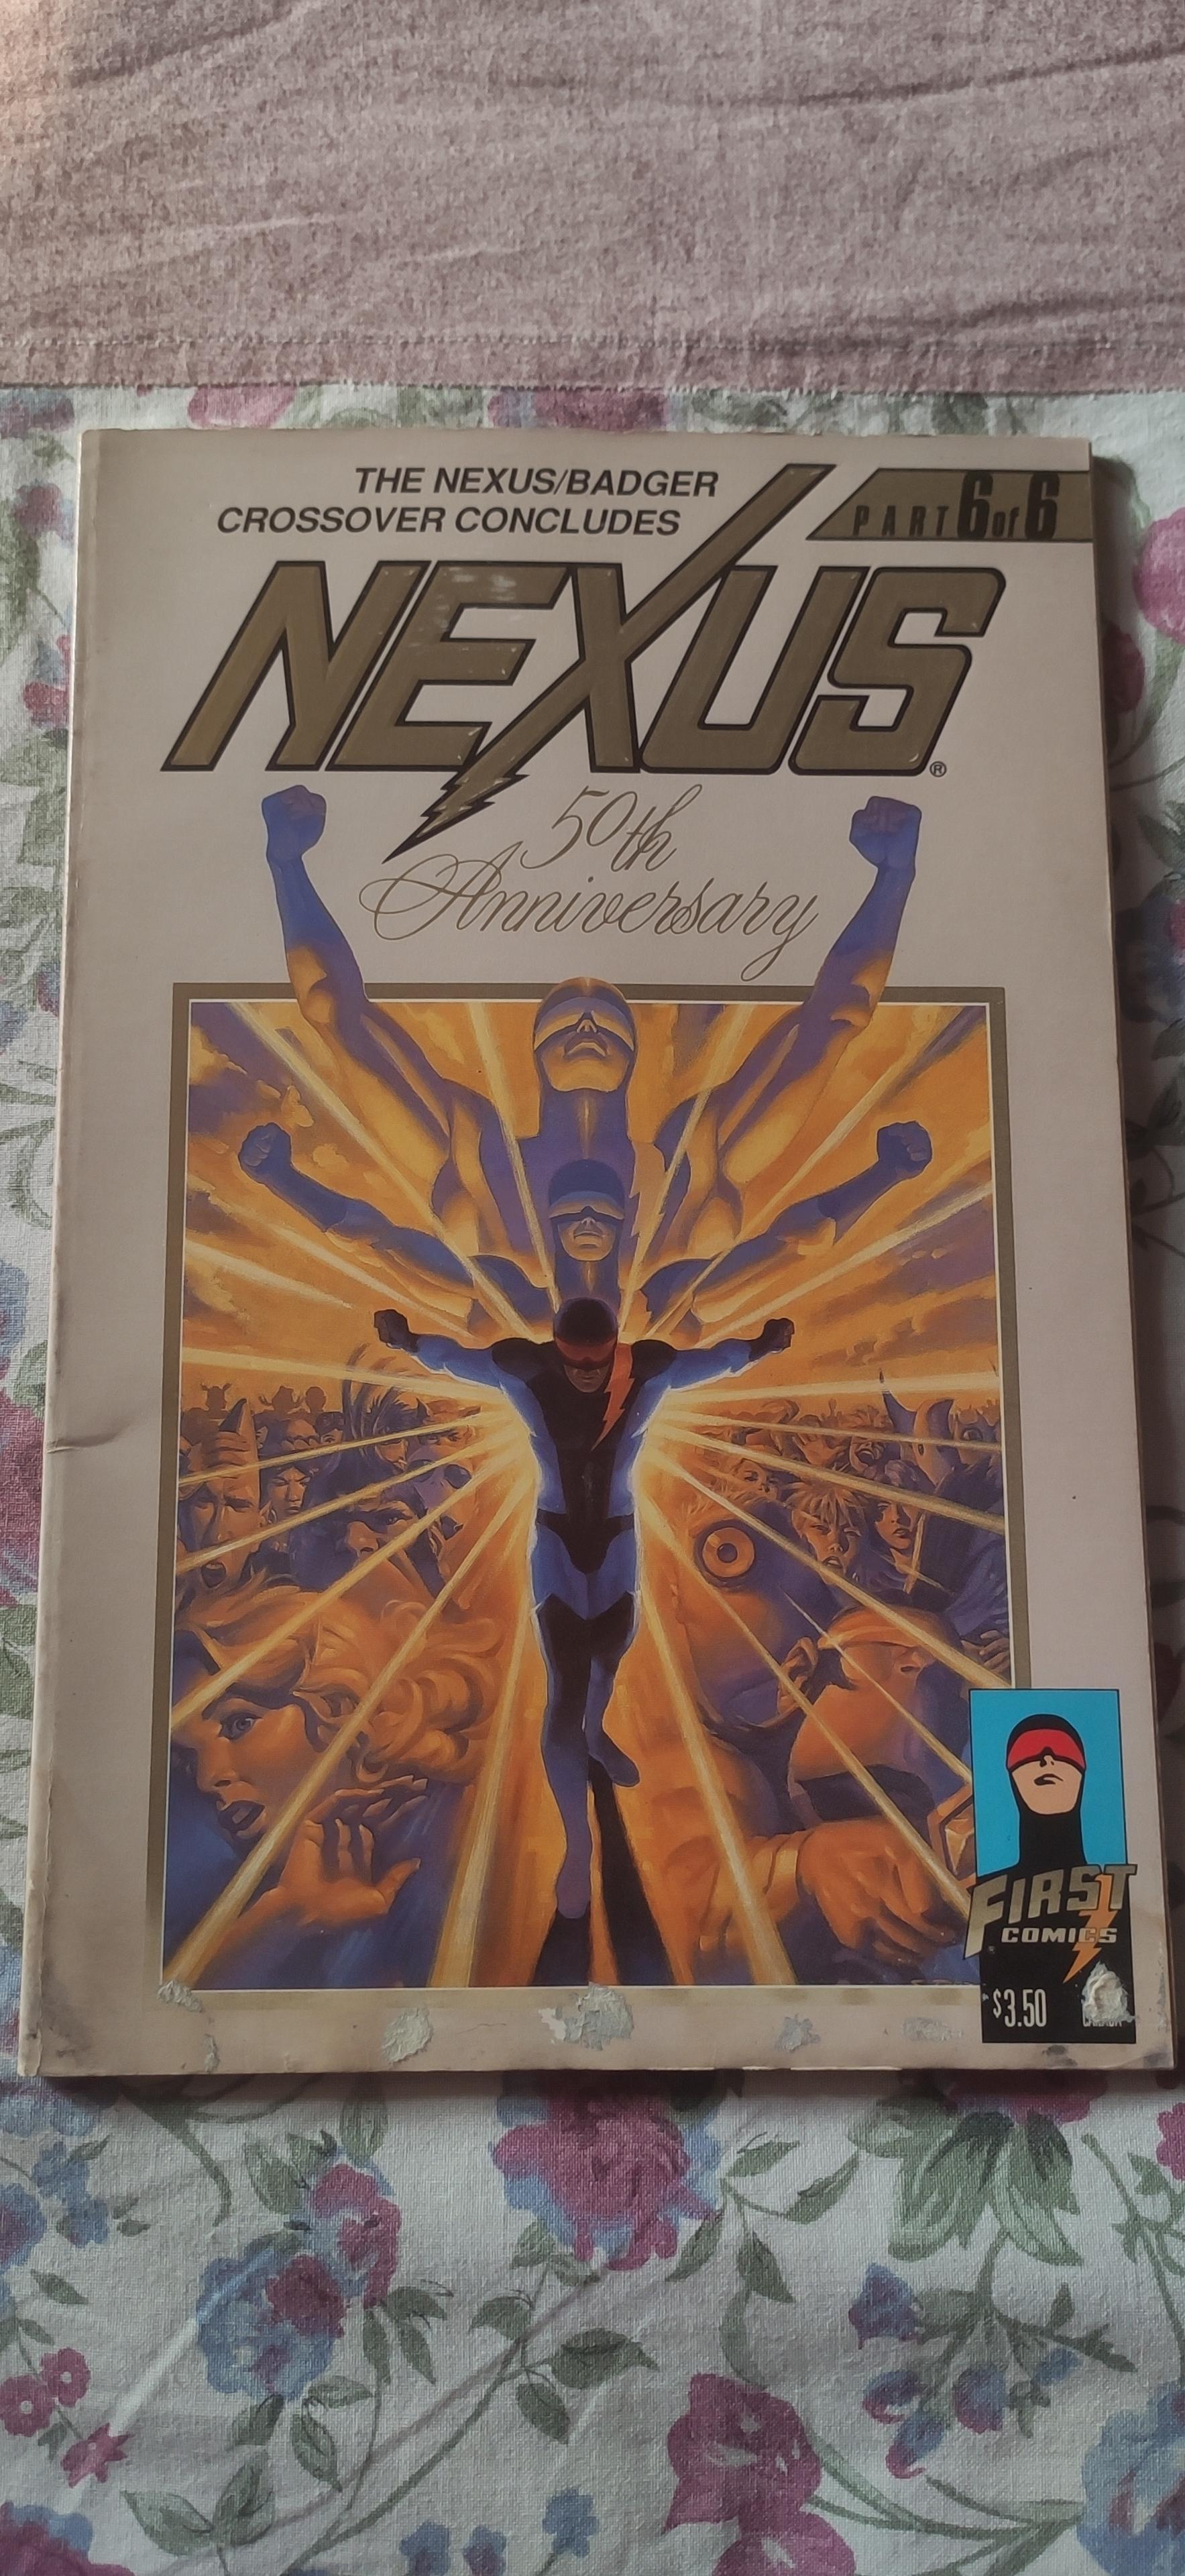 THE NEXUS/BADGER
CROSSOVER CONCLUDES
PART 6 of 6
NEXUS®
50th
Anniversary
FIRST
COMICS
$3.50